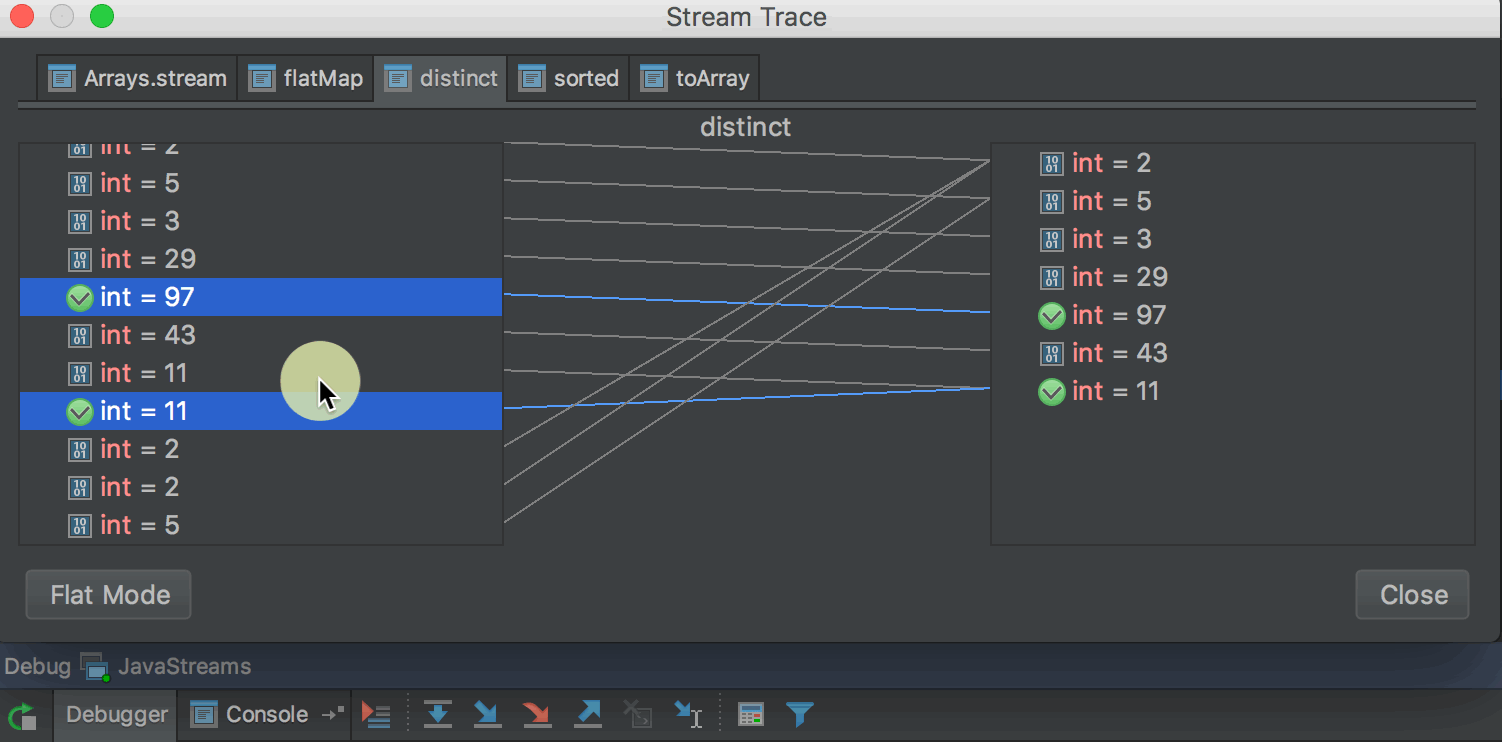 Stream Trace
Arrays.stream flatMap distinct sorted toArray
distinct
int = 2
int = 5
int = 3
int = 29
int = 97
int = 43
int = 11
int = 11
int = 2
int = 2
int = 5
int = 2
int = 5
int = 3
int = 29
int = 97
int = 43
int = 11
Flat Mode Close
Debug JavaStreams
Debugger Console